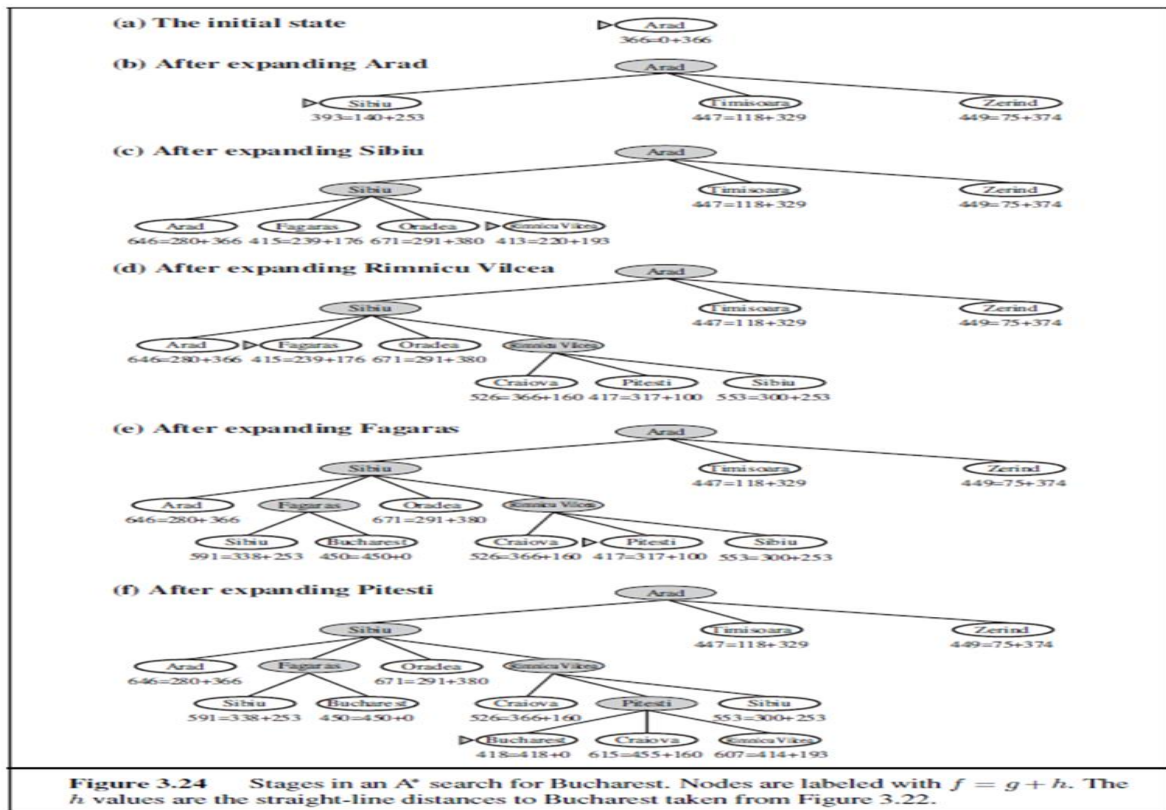 (a) The initial state
Arad
366=0+366
(b) After expanding Arad
Arad
Sibiu Timisoara Zerind
393=140+253 447=118+329 449=75+374
(c) After expanding Sibiu
Arad
Sibiu Timisoara Zerind
447=118+329 449=75+374
Arad Fagaras Oradea Rimnicu Vilcea
646=280+366 415=239+176 671=291+380 413=220+193
(d) After expanding Rimnicu Vilcea
Arad
Sibiu Timisoara Zerind
447=118+329 449=75+374
Arad Fagaras Oradea Rimnicu Vilcea
646=280+366 415=239+176 671=291+380
Craiova Pitesti Sibiu
526=366+160 417=317+100 553=300+253
(e) After expanding Fagaras
Arad
Sibiu Timisoara Zerind
447=118+329 449=75+374
Arad Fagaras Oradea Rimnicu Vilcea
646=280+366 671=291+380
Sibiu Bucharest Craiova Pitesti Sibiu
591=338+253 450=450+0 526=366+160 417=317+100 553=300+253
(f) After expanding Pitesti
Arad
Sibiu Timisoara Zerind
447=118+329 449=75+374
Arad Fagaras Oradea Rimnicu Vilcea
646=280+366 671=291+380
Sibiu Bucharest Craiova Pitesti Sibiu
591=338+253 450=450+0 526=366+160 553=300+253
Bucharest Craiova Rimnicu Vilcea
418=418+0 615=455+160 607=414+193
Figure 3.24 Stages in an A* search for Bucharest. Nodes are labeled with f = g + h. The
h values are the straight-line distances to Bucharest taken from Figure 3.22.